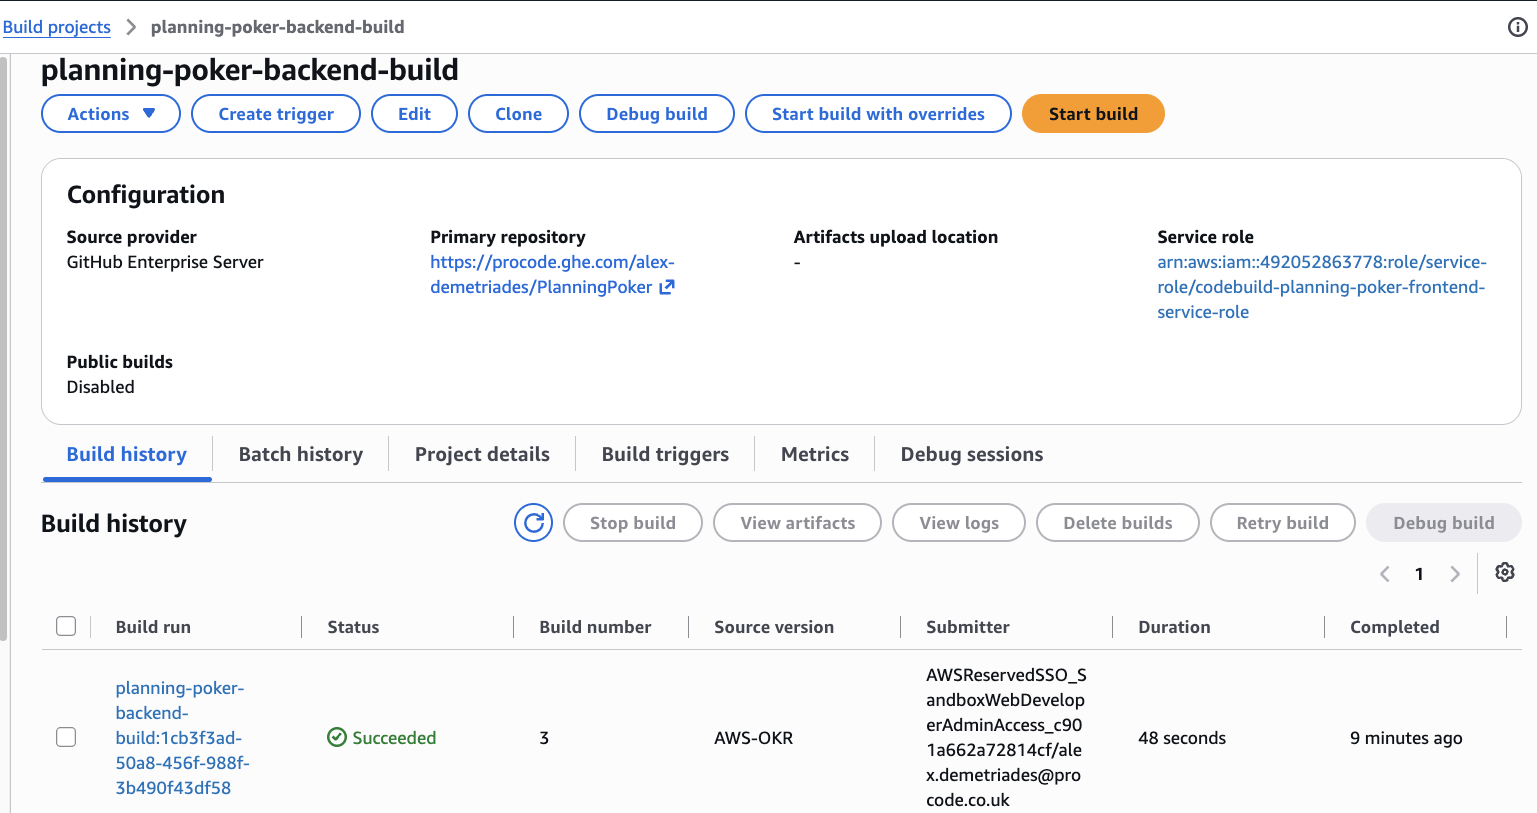 Build projects > planning-poker-backend-build
planning-poker-backend-build
Actions ▼ Create trigger Edit Clone Debug build Start build with overrides Start build
Configuration
Source provider
GitHub Enterprise Server
Primary repository
https://procode.ghe.com/alex-
demetriades/PlanningPoker
Artifacts upload location
-
Service role
arn:aws:iam::492052863778:role/service-
role/codebuild-planning-poker-frontend-
service-role
Public builds
Disabled
Build history Batch history Project details Build triggers Metrics Debug sessions
Build history
Stop build View artifacts View logs Delete builds Retry build Debug build
< 1 >
Build run Status Build number Source version Submitter Duration Completed
planning-poker-
backend-
build:1cb3f3ad-
50a8-456f-988f-
3b490f43df58
Succeeded
3
AWS-OKR
AWSReservedSSO_S
andboxWebDevelop
erAdminAccess_c90
1a662a72814cf/ale
x.demetriades@pro
code.co.uk
48 seconds
9 minutes ago